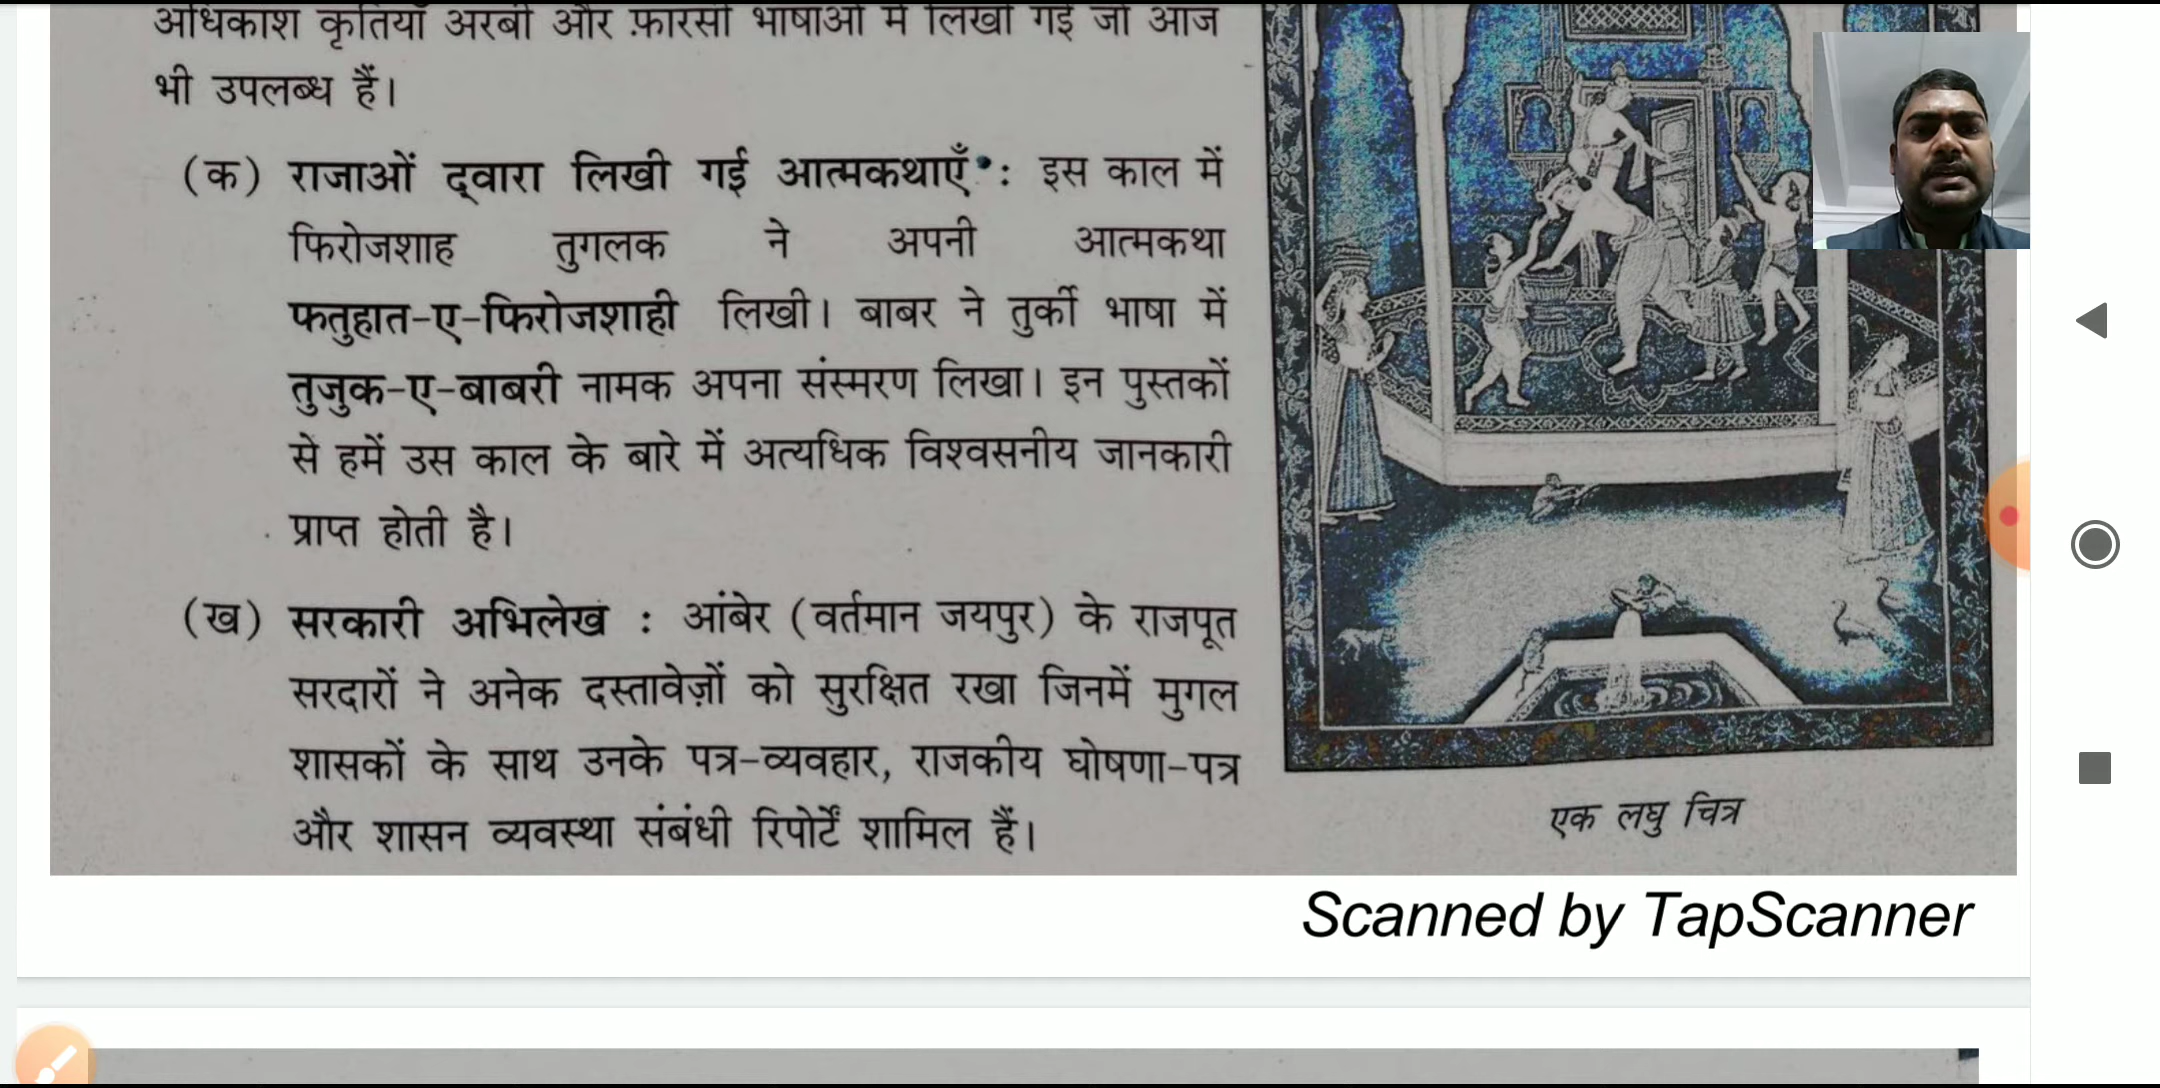 अधिकांश कृतियाँ अरबी और फ़ारसी भाषाओं में लिखी गईं जो आज
भी उपलब्ध हैं।
(क) राजाओं द्वारा लिखी गई आत्मकथाएँ : इस काल में
फिरोजशाह तुगलक ने अपनी आत्मकथा
फतुहात-ए-फिरोजशाही लिखी। बाबर ने तुर्की भाषा में
तुजुक-ए-बाबरी नामक अपना संस्मरण लिखा। इन पुस्तकों
से हमें उस काल के बारे में अत्यधिक विश्वसनीय जानकारी
प्राप्त होती है।
(ख) सरकारी अभिलेख : आंबेर (वर्तमान जयपुर) के राजपूत
सरदारों ने अनेक दस्तावेज़ों को सुरक्षित रखा जिनमें मुगल
शासकों के साथ उनके पत्र-व्यवहार, राजकीय घोषणा-पत्र
और शासन व्यवस्था संबंधी रिपोर्टें शामिल हैं।
एक लघु चित्र
Scanned by TapScanner